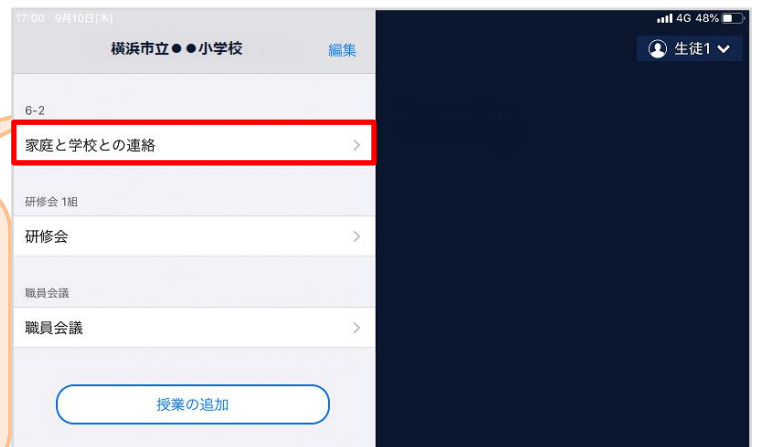 17:00 9月10日(木)
4G 48%
横浜市立●●小学校
編集
生徒1
6-2
家庭と学校との連絡
研修会 1組
研修会
職員会議
職員会議
授業の追加